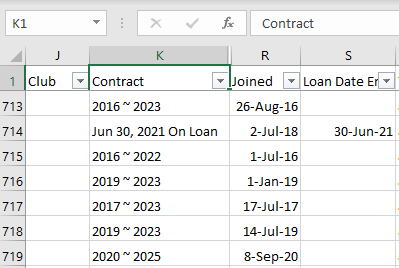 K1 fx Contract
J K R S
1 Club Contract Joined Loan Date En
713 2016 ~ 2023 26-Aug-16
714 Jun 30, 2021 On Loan 2-Jul-18 30-Jun-21
715 2016 ~ 2022 1-Jul-16
716 2019 ~ 2023 1-Jan-19
717 2017 ~ 2023 17-Jul-17
718 2019 ~ 2023 14-Jul-19
719 2020 ~ 2025 8-Sep-20